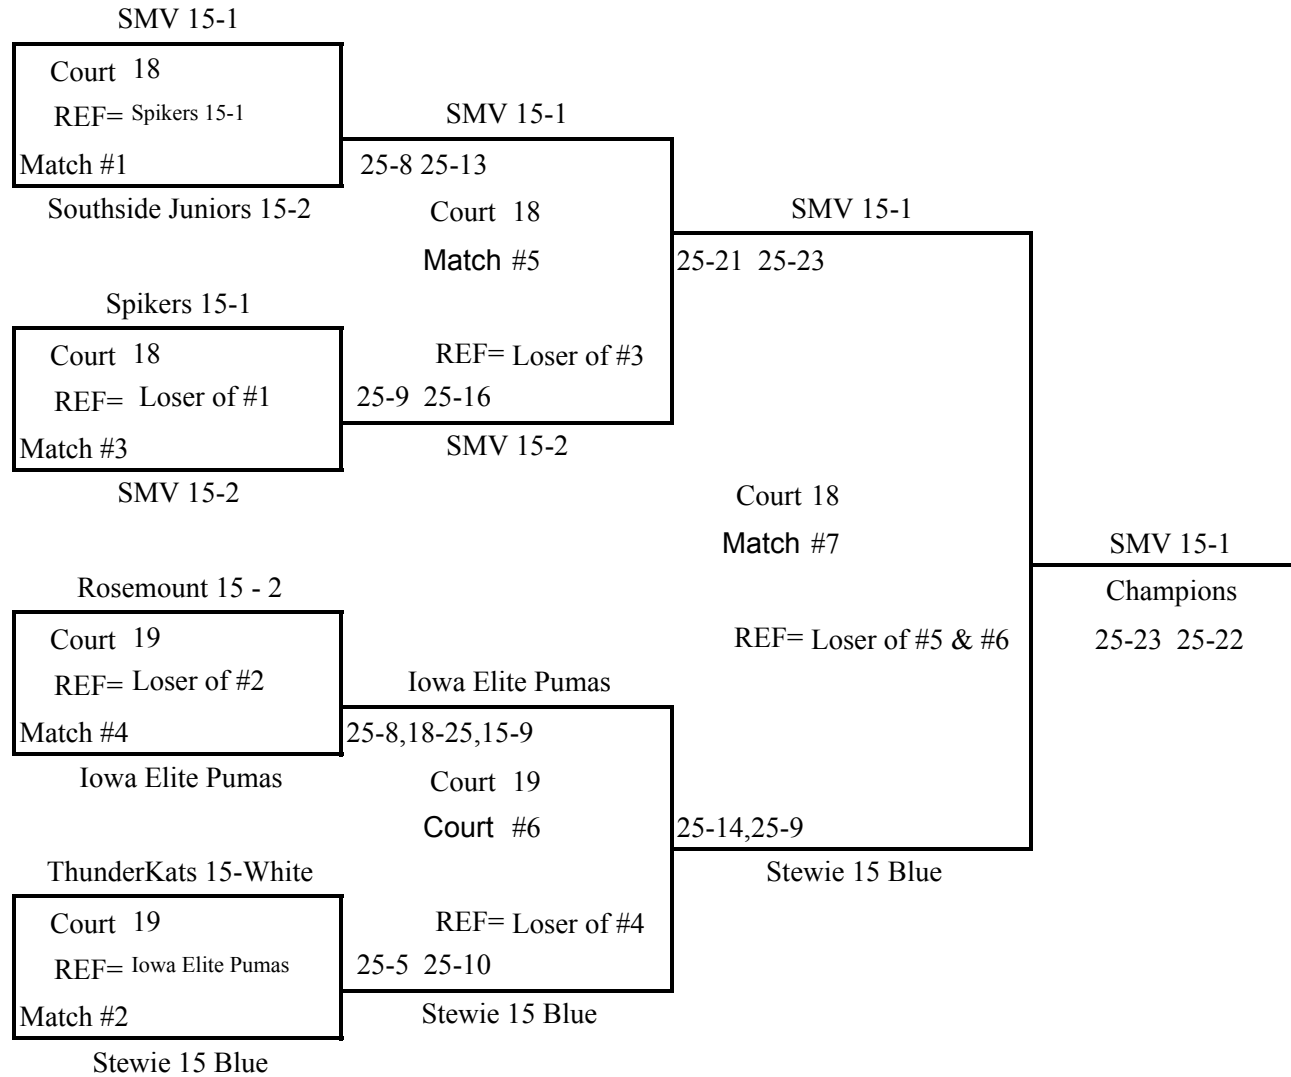 SMV 15-1
Court 18
REF= Spikers 15-1
Match #1
Southside Juniors 15-2
SMV 15-1
25-8 25-13
Court 18
Match #5
REF= Loser of #3
Spikers 15-1
Court 18
REF= Loser of #1
Match #3
SMV 15-2
25-9 25-16
SMV 15-2
SMV 15-1
25-21 25-23
Court 18
Match #7
REF= Loser of #5 & #6
SMV 15-1
Champions
25-23 25-22
Rosemount 15 - 2
Court 19
REF= Loser of #2
Match #4
Iowa Elite Pumas
Iowa Elite Pumas
25-8,18-25,15-9
Court 19
Court #6
REF= Loser of #4
25-14,25-9
Stewie 15 Blue
ThunderKats 15-White
Court 19
REF= Iowa Elite Pumas
Match #2
Stewie 15 Blue
25-5 25-10
Stewie 15 Blue